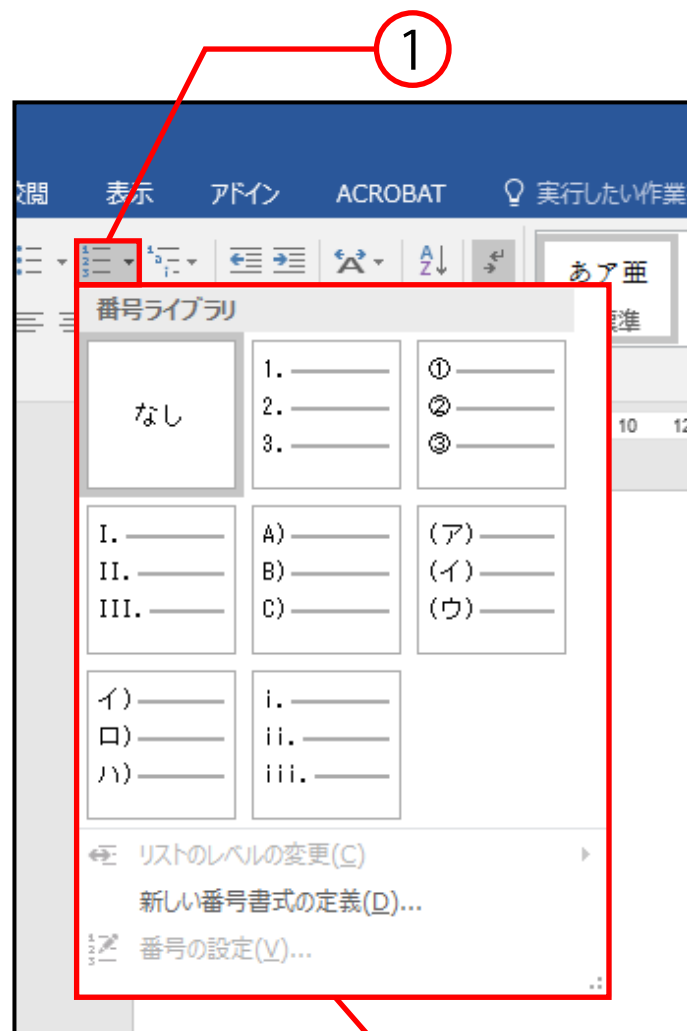 1
校閲 表示 アドイン ACROBAT 実行したい作業
あア亜
標準
番号ライブラリ
なし
1.
2.
3.
①
②
③
10 12
I.
II.
III.
A)
B)
C)
(ア)
(イ)
(ウ)
イ)
ロ)
ハ)
i.
ii.
iii.
リストのレベルの変更(C)
新しい番号書式の定義(D)...
番号の設定(V)...